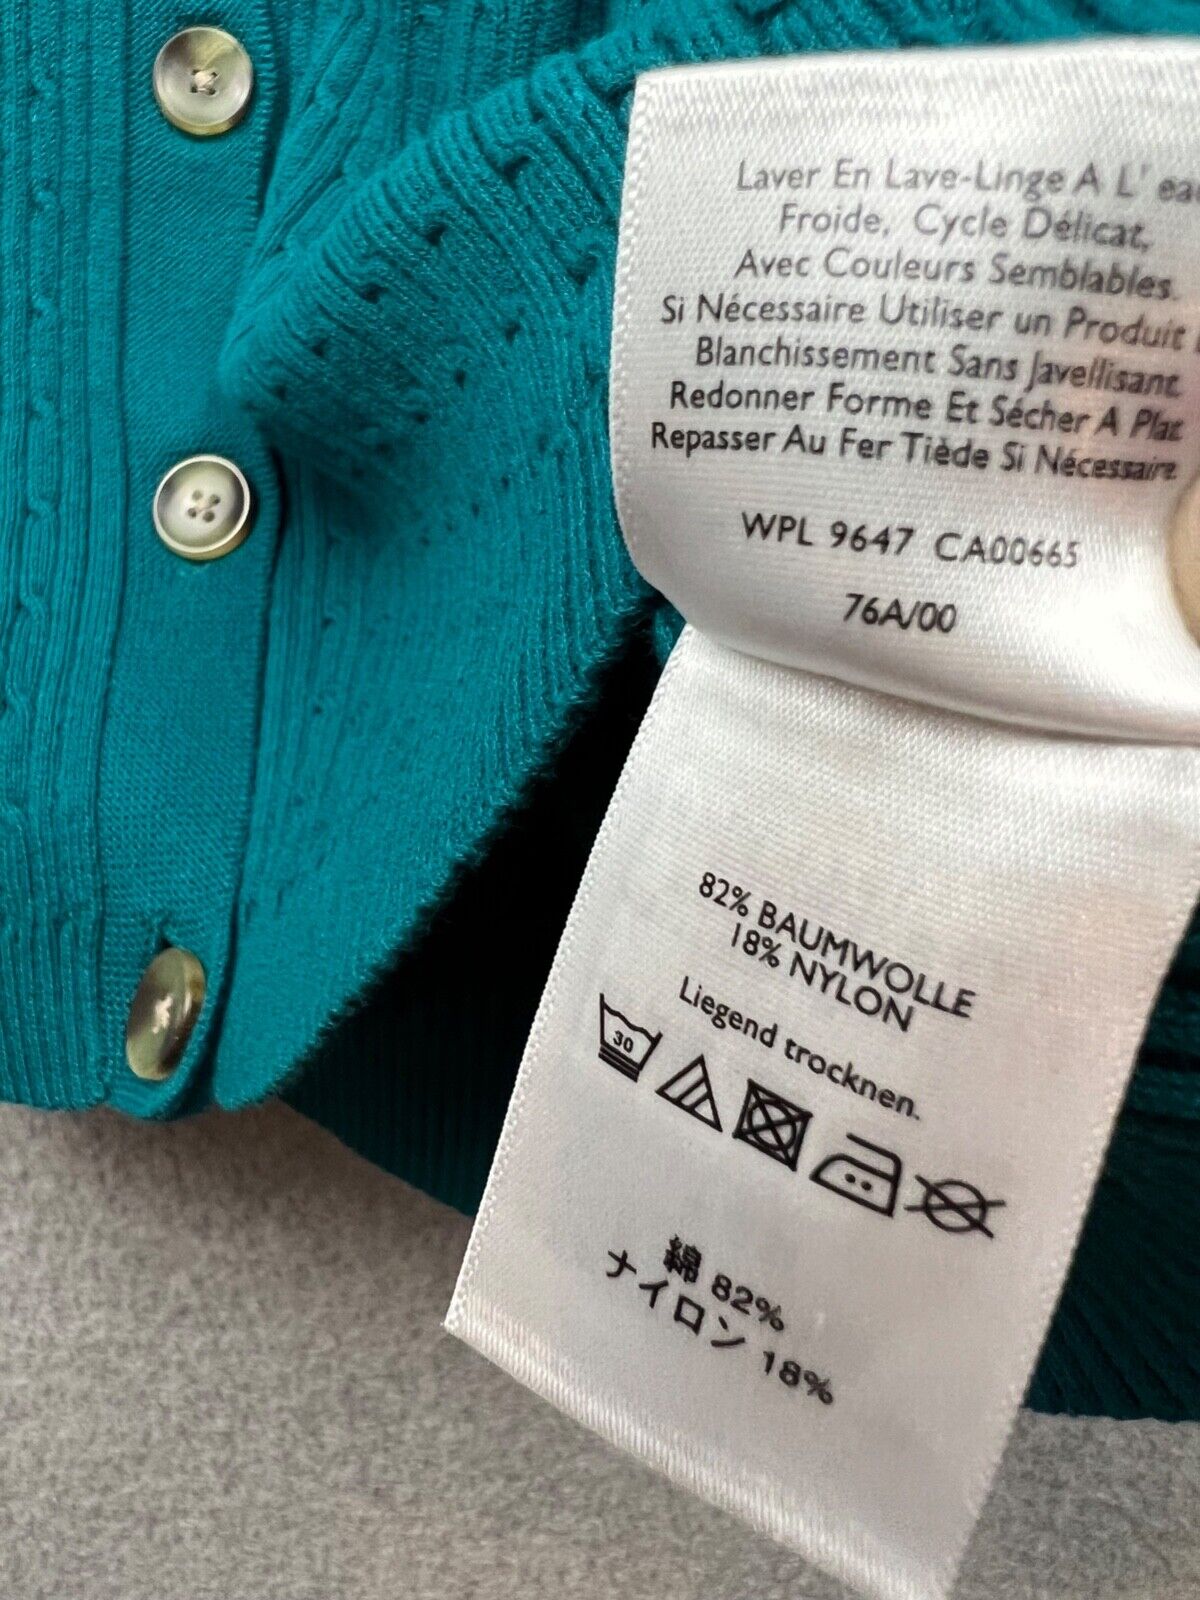 Laver En Lave-Linge A L'
Froide, Cycle Délicat,
Avec Couleurs Semblables.
Si Nécessaire Utiliser un Produit
Blanchissement Sans Javellisant.
Redonner Forme Et Sécher A Plat
Repasser Au Fer Tiède Si Nécessaire
WPL 9647 CA00665
76A/00
82% BAUMWOLLE
18% NYLON
Liegend trocknen.
30
綿 82%
ナイロン 18%